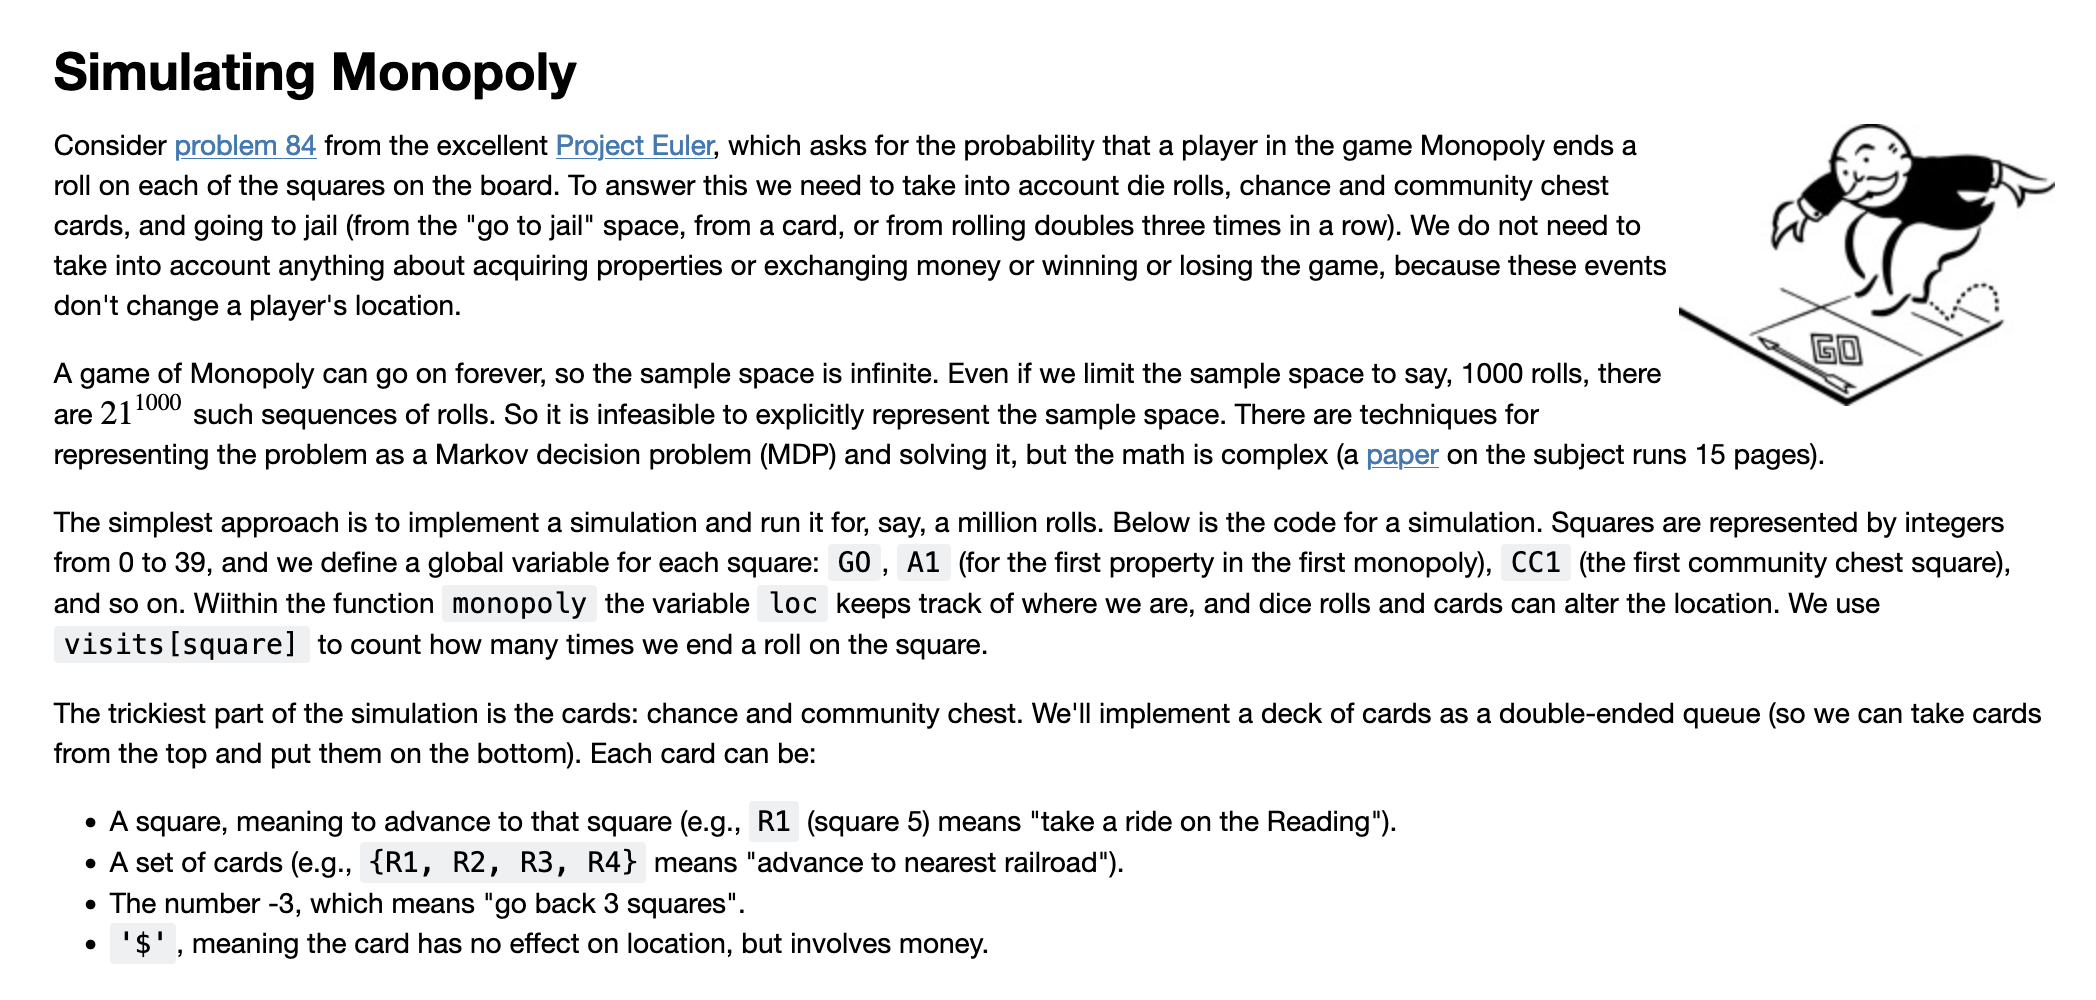 Simulating Monopoly
Consider problem 84 from the excellent Project Euler, which asks for the probability that a player in the game Monopoly ends a
roll on each of the squares on the board. To answer this we need to take into account die rolls, chance and community chest
cards, and going to jail (from the "go to jail" space, from a card, or from rolling doubles three times in a row). We do not need to
take into account anything about acquiring properties or exchanging money or winning or losing the game, because these events
don't change a player's location.
GO
A game of Monopoly can go on forever, so the sample space is infinite. Even if we limit the sample space to say, 1000 rolls, there
are 21^1000 such sequences of rolls. So it is infeasible to explicitly represent the sample space. There are techniques for
representing the problem as a Markov decision problem (MDP) and solving it, but the math is complex (a paper on the subject runs 15 pages).
The simplest approach is to implement a simulation and run it for, say, a million rolls. Below is the code for a simulation. Squares are represented by integers
from 0 to 39, and we define a global variable for each square: GO, A1 (for the first property in the first monopoly), CC1 (the first community chest square),
and so on. Wiithin the function monopoly the variable loc keeps track of where we are, and dice rolls and cards can alter the location. We use
visits[square] to count how many times we end a roll on the square.
The trickiest part of the simulation is the cards: chance and community chest. We'll implement a deck of cards as a double-ended queue (so we can take cards
from the top and put them on the bottom). Each card can be:
• A square, meaning to advance to that square (e.g., R1 (square 5) means "take a ride on the Reading").
• A set of cards (e.g., {R1, R2, R3, R4} means "advance to nearest railroad").
• The number -3, which means "go back 3 squares".
• '$', meaning the card has no effect on location, but involves money.